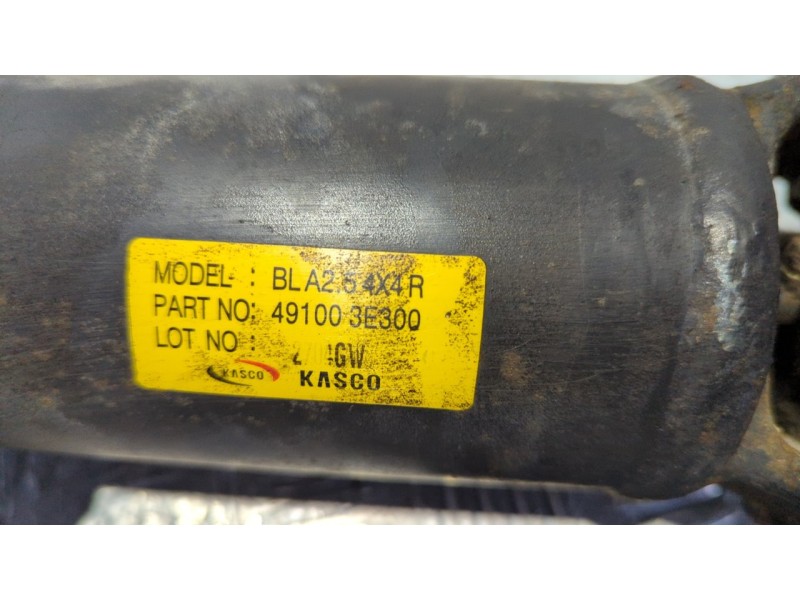 MODEL : BL A2.5 4X4 R
PART NO: 49100 3E300
LOT NO :
KASCO KASCO